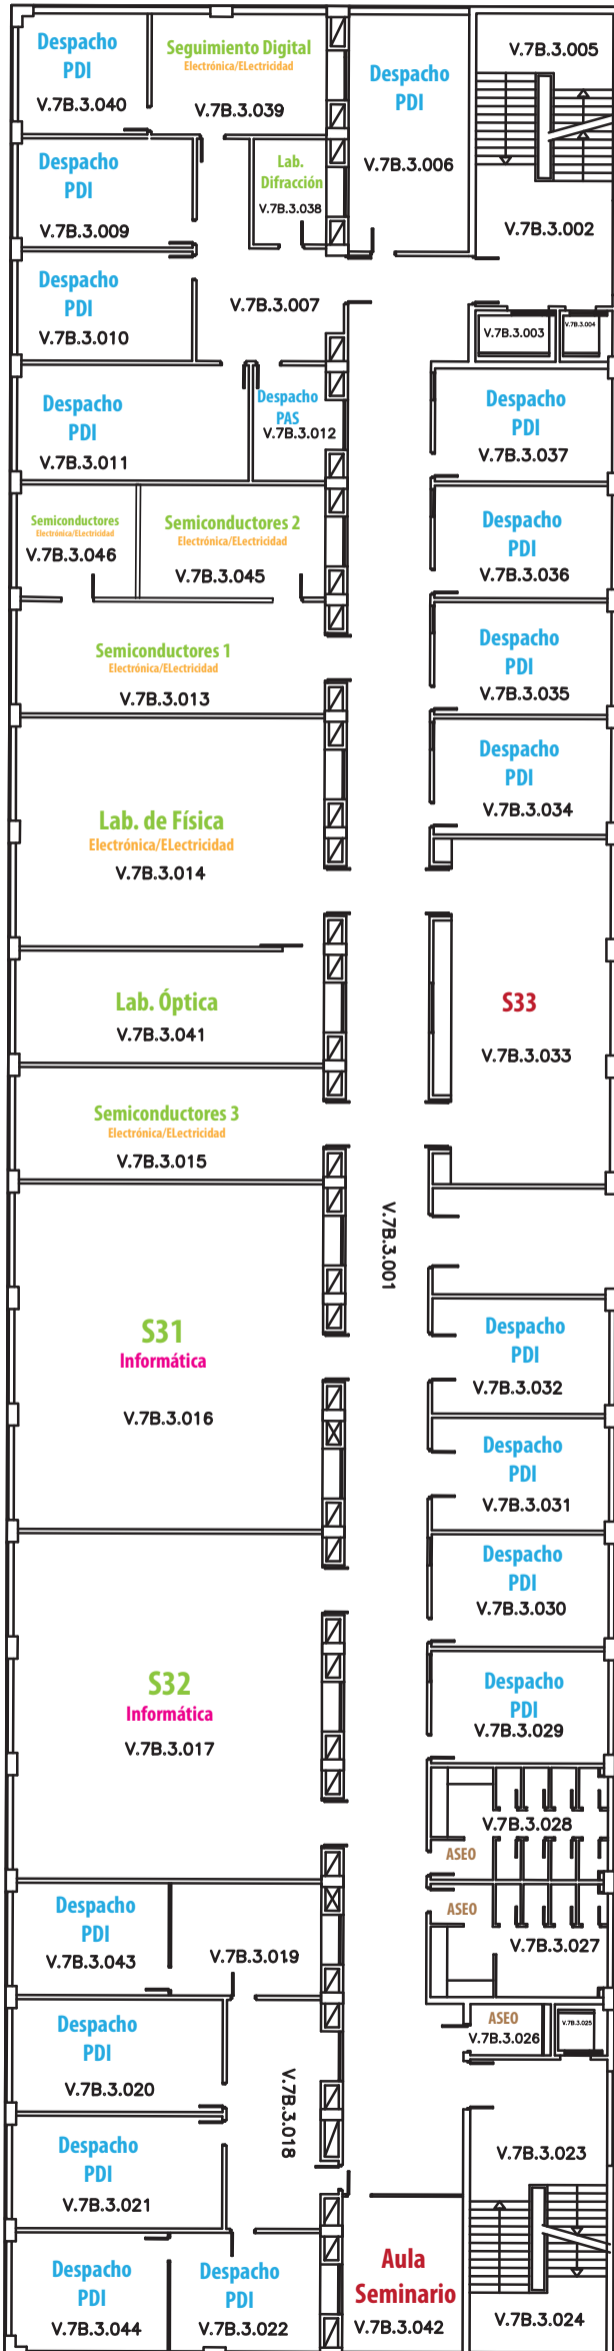 Despacho
PDI
V.7B.3.040
Seguimiento Digital
Electrónica/ELectricidad
V.7B.3.039
Despacho
PDI
V.7B.3.006
V.7B.3.005
Despacho
PDI
V.7B.3.009
Lab.
Difracción
V.7B.3.038
V.7B.3.002
Despacho
PDI
V.7B.3.010
V.7B.3.007
V.7B.3.003
V.7B.3.004
Despacho
PDI
V.7B.3.011
Despacho
PAS
V.7B.3.012
Despacho
PDI
V.7B.3.037
Semiconductores
Electrónica/ELectricidad
V.7B.3.046
Semiconductores 2
Electrónica/ELectricidad
V.7B.3.045
Despacho
PDI
V.7B.3.036
Semiconductores 1
Electrónica/ELectricidad
V.7B.3.013
Despacho
PDI
V.7B.3.035
Despacho
PDI
V.7B.3.034
Lab. de Física
Electrónica/ELectricidad
V.7B.3.014
Lab. Óptica
V.7B.3.041
S33
V.7B.3.033
Semiconductores 3
Electrónica/ELectricidad
V.7B.3.015
V.7B.3.001
S31
Informática
V.7B.3.016
Despacho
PDI
V.7B.3.032
Despacho
PDI
V.7B.3.031
Despacho
PDI
V.7B.3.030
S32
Informática
V.7B.3.017
Despacho
PDI
V.7B.3.029
V.7B.3.028
ASEO
ASEO
V.7B.3.027
Despacho
PDI
V.7B.3.043
V.7B.3.019
ASEO
V.7B.3.026
V.7B.3.025
Despacho
PDI
V.7B.3.020
V.7B.3.018
V.7B.3.023
Despacho
PDI
V.7B.3.021
Despacho
PDI
V.7B.3.044
Despacho
PDI
V.7B.3.022
Aula
Seminario
V.7B.3.042
V.7B.3.024